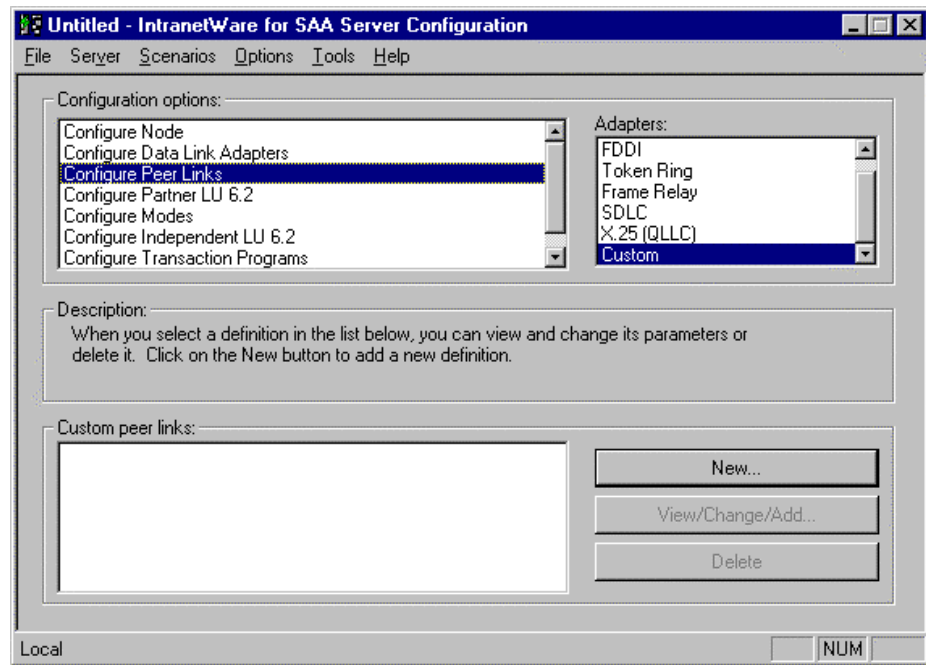 Untitled - IntranetWare for SAA Server Configuration
File Server Scenarios Options Tools Help
Configuration options:
Configure Node
Configure Data Link Adapters
Configure Peer Links
Configure Partner LU 6.2
Configure Modes
Configure Independent LU 6.2
Configure Transaction Programs
Adapters:
FDDI
Token Ring
Frame Relay
SDLC
X.25 (QLLC)
Custom
Description:
When you select a definition in the list below, you can view and change its parameters or
delete it. Click on the New button to add a new definition.
Custom peer links:
New...
View/Change/Add...
Delete
Local
NUM